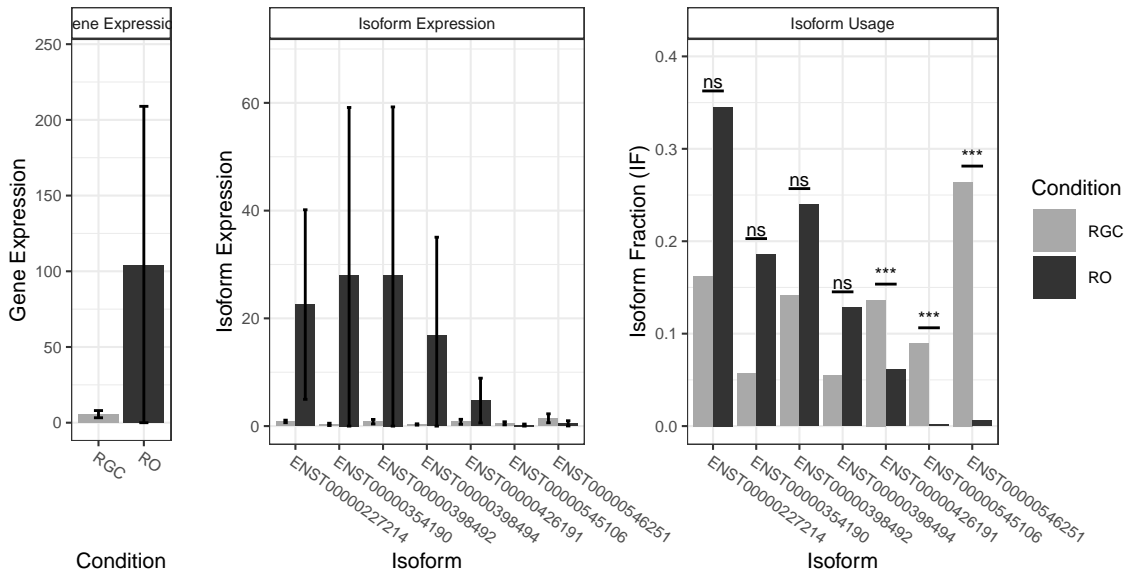 ene Expressio
Gene Expression
250
200
150
100
50
0
RGC
RO
Condition
Isoform Expression
Isoform Expression
60
40
20
0
ENST00000227214
ENST00000354190
ENST00000398492
ENST00000398494
ENST00000426191
ENST00000545106
ENST00000546251
Isoform
Isoform Usage
Isoform Fraction (IF)
0.4
0.3
0.2
0.1
0.0
ns
ns
ns
ns
***
***
***
ENST00000227214
ENST00000354190
ENST00000398492
ENST00000398494
ENST00000426191
ENST00000545106
ENST00000546251
Isoform
Condition
RGC
RO